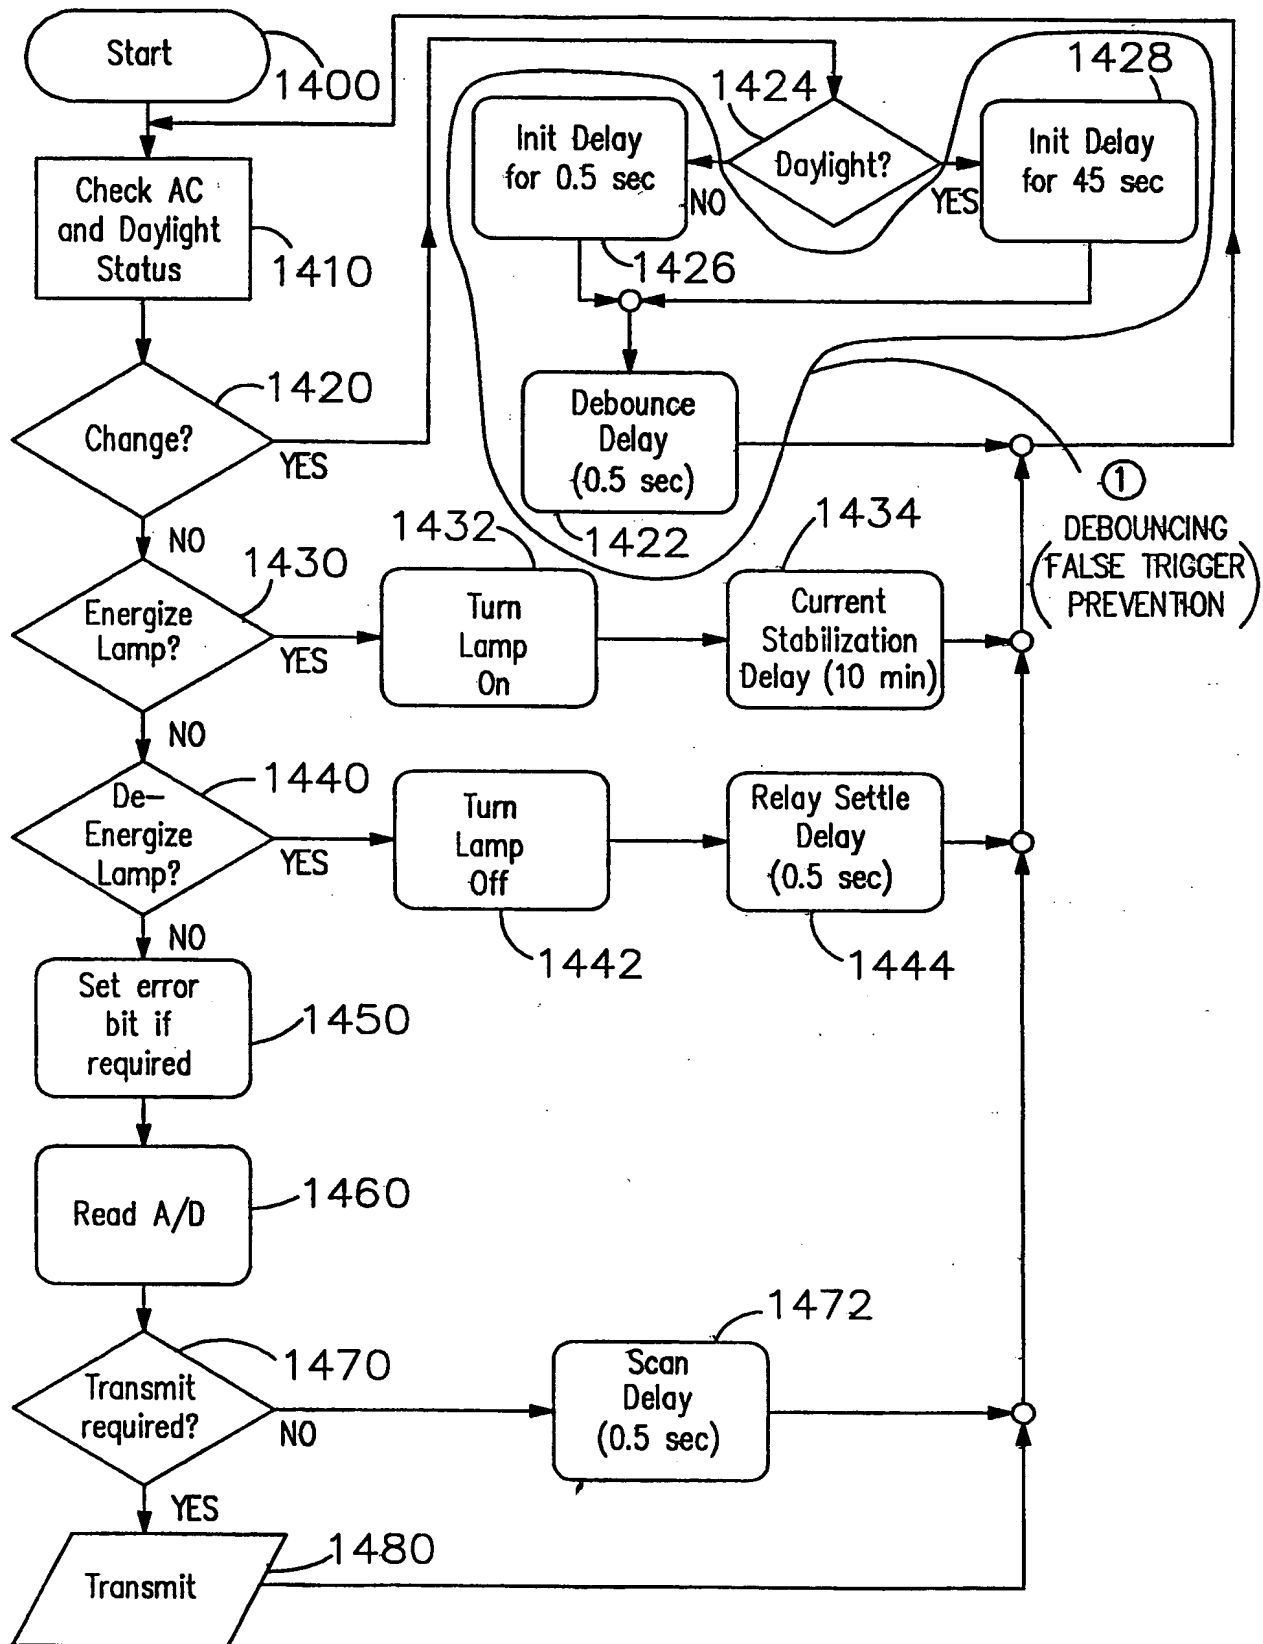 Start
1400
Check AC
and Daylight
Status
1410
Change?
1420
YES
NO
1424
Daylight?
NO
YES
Init Delay
for 0.5 sec
1426
1428
Init Delay
for 45 sec
Debounce
Delay
(0.5 sec)
1422
1
DEBOUNCING
FALSE TRIGGER
PREVENTION
1430
Energize
Lamp?
YES
NO
1432
Turn
Lamp
On
1434
Current
Stabilization
Delay (10 min)
1440
De-
Energize
Lamp?
YES
NO
Turn
Lamp
Off
1442
Relay Settle
Delay
(0.5 sec)
1444
Set error
bit if
required
1450
Read A/D
1460
1470
Transmit
required?
NO
YES
1472
Scan
Delay
(0.5 sec)
Transmit
1480